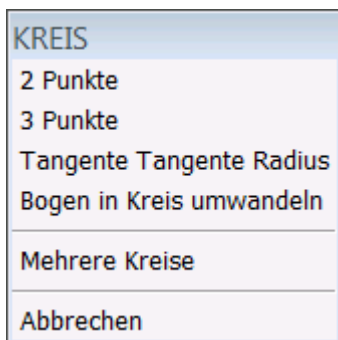 KREIS
2 Punkte
3 Punkte
Tangente Tangente Radius
Bogen in Kreis umwandeln
Mehrere Kreise
Abbrechen